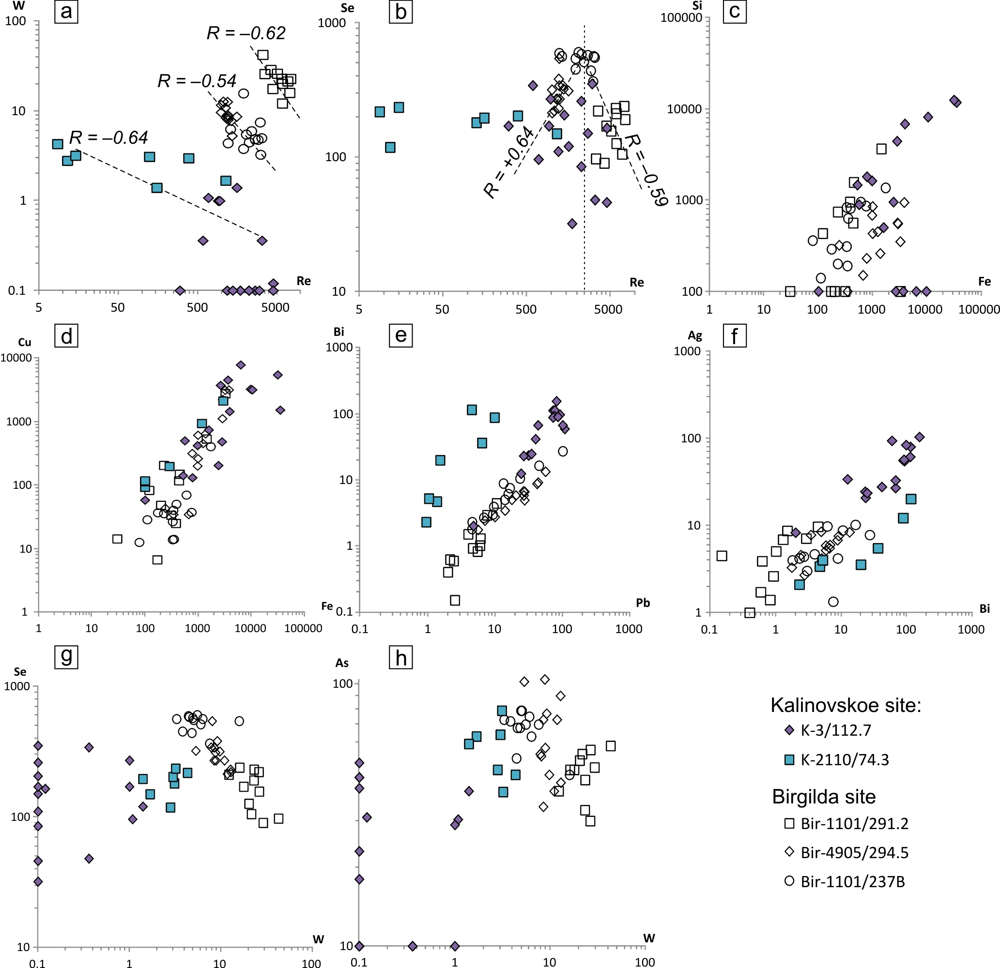 W
a
100
10
1
0.1
R = –0.62
R = –0.54
R = –0.64
Re
5
50
500
5000
Se
b
1000
100
10
R = +0.64
R = –0.59
Re
5
50
500
5000
Si
c
100000
10000
1000
100
Fe
1
10
100
1000
10000
100000
Cu
d
10000
1000
100
10
1
Fe
1
10
100
1000
10000
100000
Bi
e
1000
100
10
1
0.1
Pb
0.1
1
10
100
1000
Ag
f
1000
100
10
1
Bi
0.1
1
10
100
1000
Se
g
1000
100
10
W
0.1
1
10
100
As
h
100
10
W
0.1
1
10
100
Kalinovskoe site:
K-3/112.7
K-2110/74.3
Birgilda site
Bir-1101/291.2
Bir-4905/294.5
Bir-1101/237B